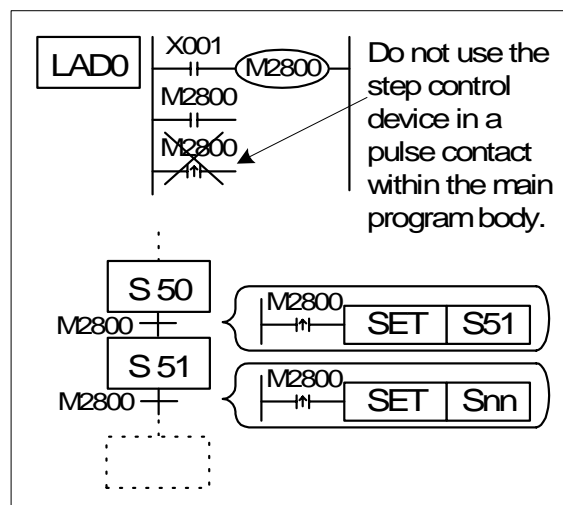 LAD0
X001
M2800
M2800
M2800
Do not use the
step control
device in a
pulse contact
within the main
program body.
S 50
M2800
M2800
SET S51
S 51
M2800
M2800
SET Snn